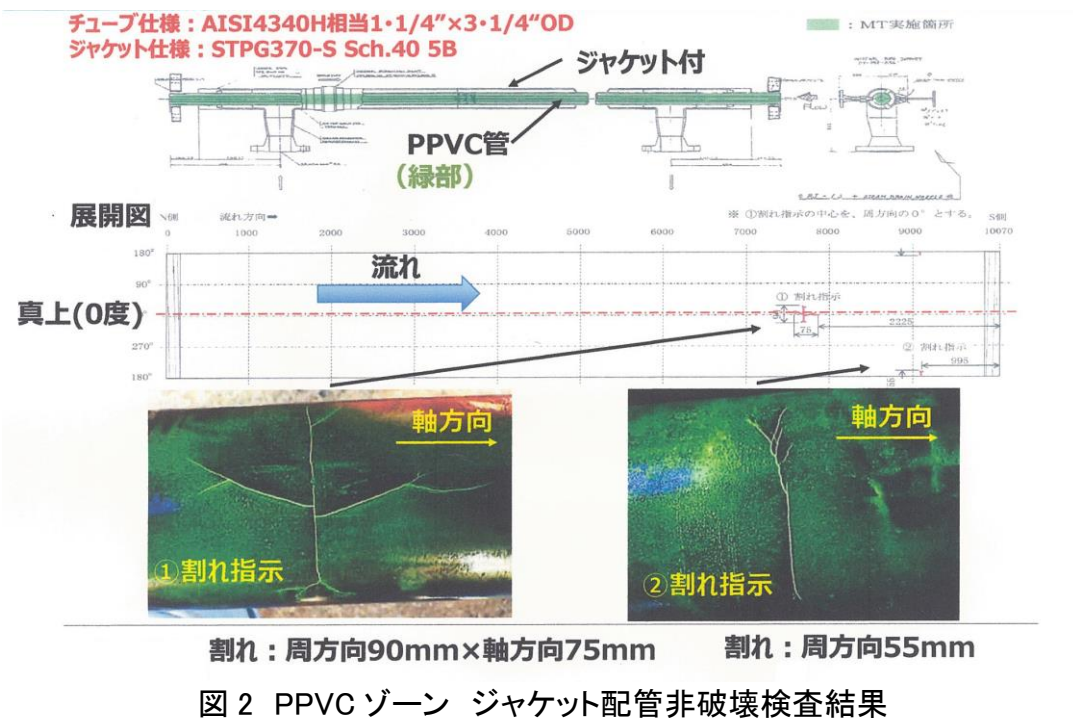 チューブ仕様：AISI4340H相当1・1/4”×3・1/4“OD
ジャケット仕様：STPG370-S Sch.40 5B
：MT実施箇所
ジャケット付
PPVC管
（緑部）
展開図
N側
流れ方向➡
※ ①割れ指示の中心を、周方向の0°とする。
S側
0 1000 2000 3000 4000 5000 6000 7000 8000 9000 10070
180°
90°
流れ
① 割れ指示
真上(0度)
75
2225
270°
② 割れ指示
995
180°
軸方向
①割れ指示
軸方向
②割れ指示
割れ：周方向90mm×軸方向75mm
割れ：周方向55mm
図 2 PPVC ゾーン ジャケット配管非破壊検査結果